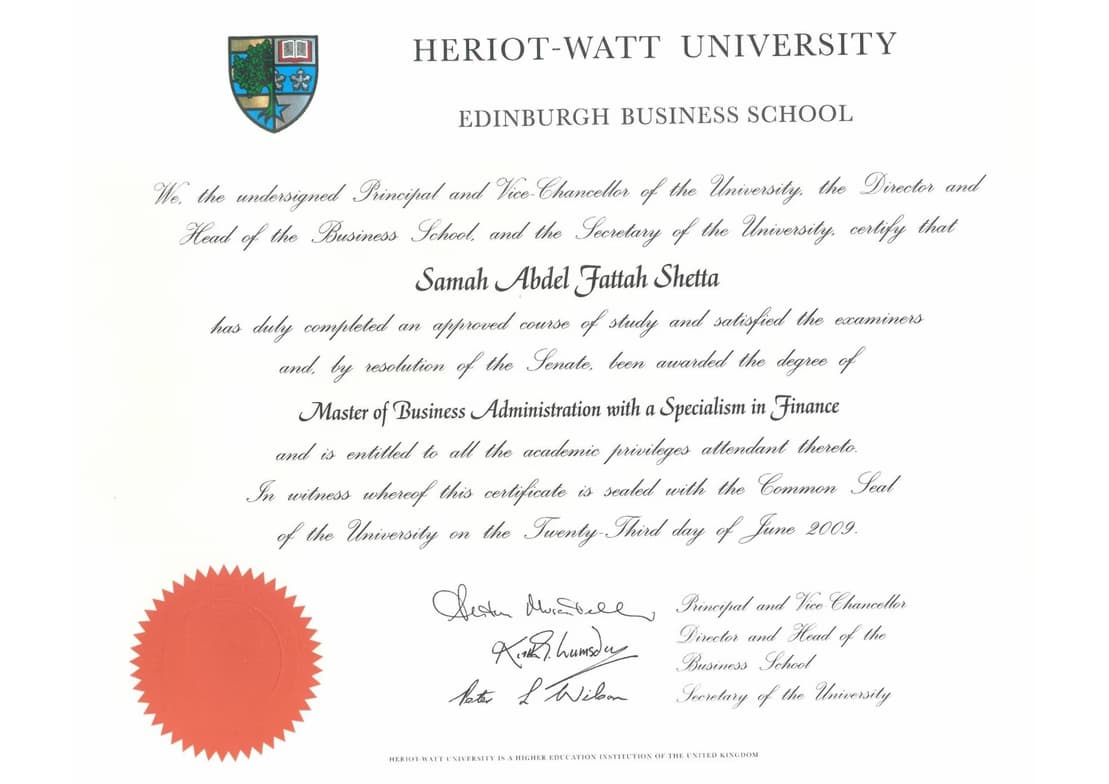 HERIOT-WATT UNIVERSITY
EDINBURGH BUSINESS SCHOOL
We, the undersigned Principal and Vice-Chancellor of the University, the Director and
Head of the Business School, and the Secretary of the University, certify that
Samah Abdel Fattah Shetta
has duly completed an approved course of study and satisfied the examiners
and, by resolution of the Senate, been awarded the degree of
Master of Business Administration with a Specialism in Finance
and is entitled to all the academic privileges attendant thereto.
In witness whereof this certificate is sealed with the Common Seal
of the University on the Twenty-Third day of June 2009.
Principal and Vice Chancellor
Director and Head of the
Business School
Peter L Wilson Secretary of the University
HERIOT-WATT UNIVERSITY IS A HIGHER EDUCATION INSTITUTION OF THE UNITED KINGDOM